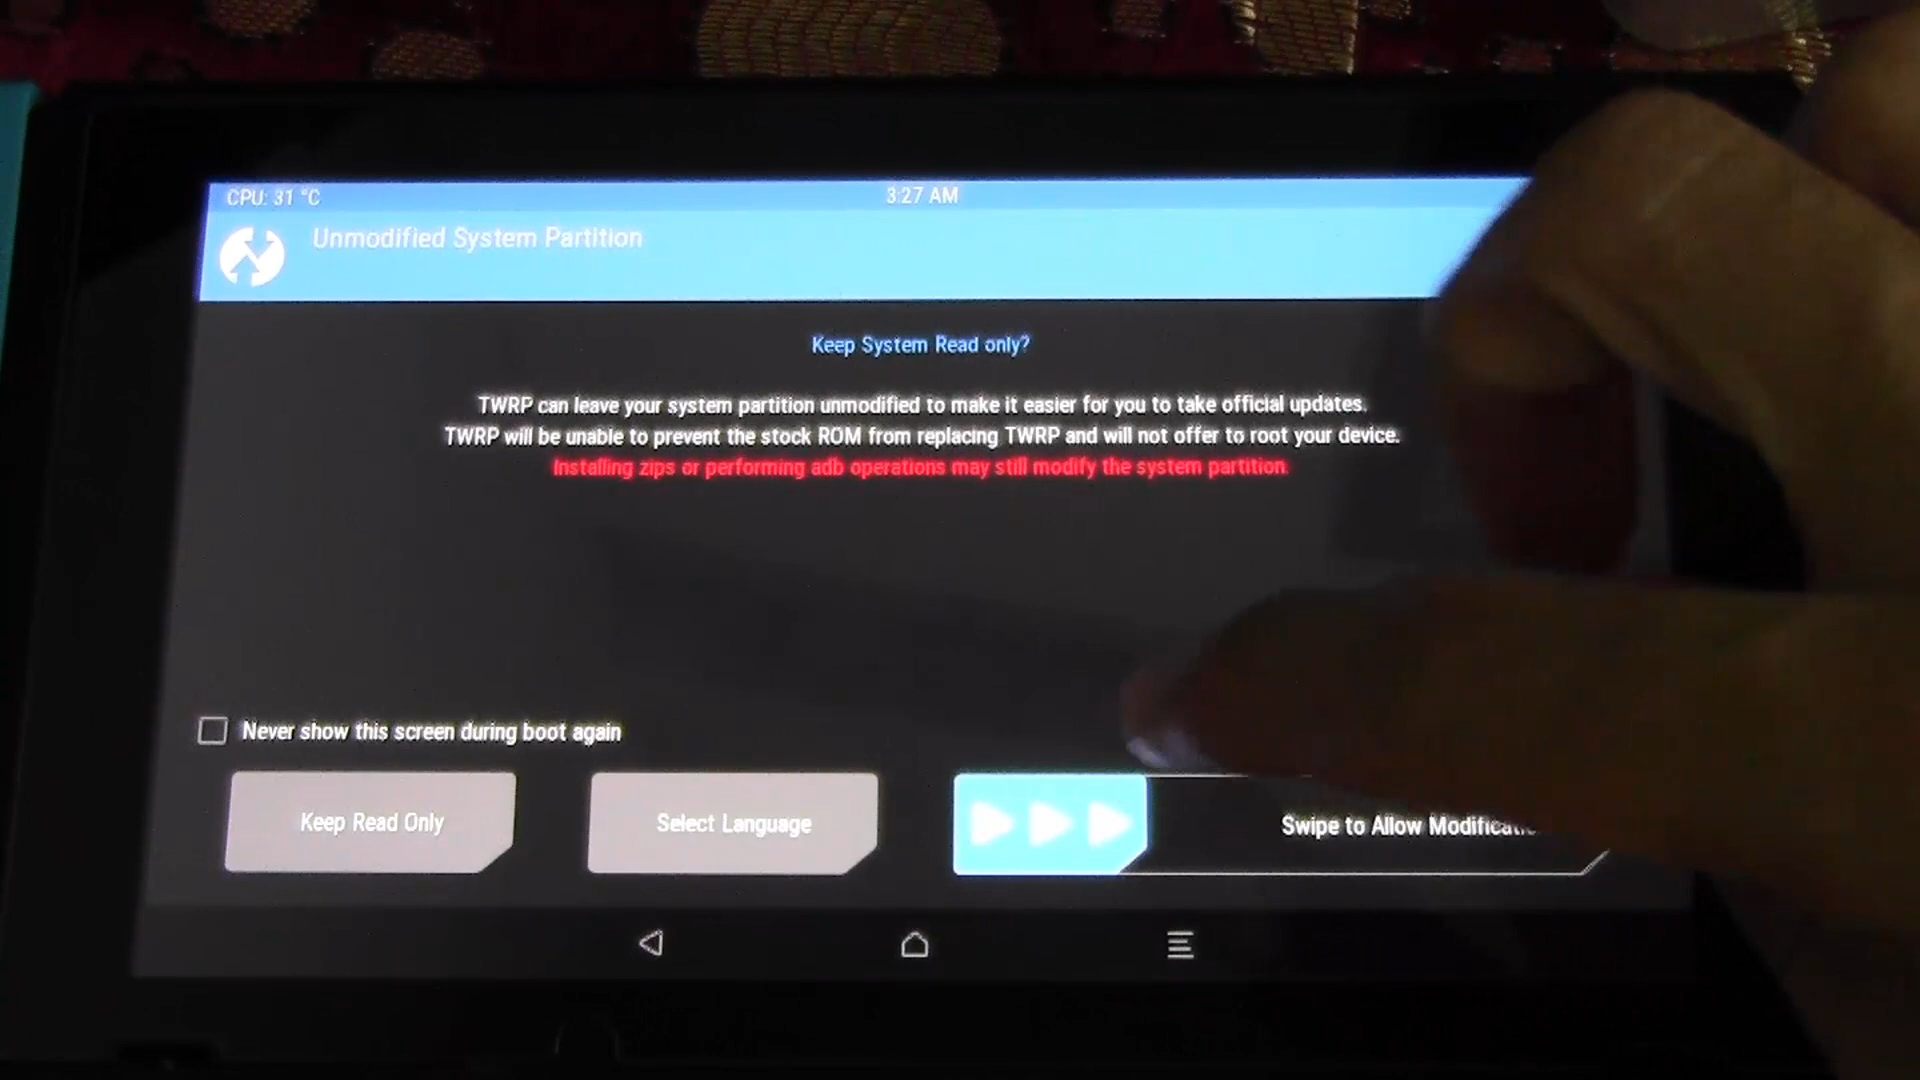 CPU: 31 °C
3:27 AM
Unmodified System Partition
Keep System Read only?
TWRP can leave your system partition unmodified to make it easier for you to take official updates.
TWRP will be unable to prevent the stock ROM from replacing TWRP and will not offer to root your device.
Installing zips or performing adb operations may still modify the system partition.
Never show this screen during boot again
Keep Read Only
Select Language
Swipe to Allow